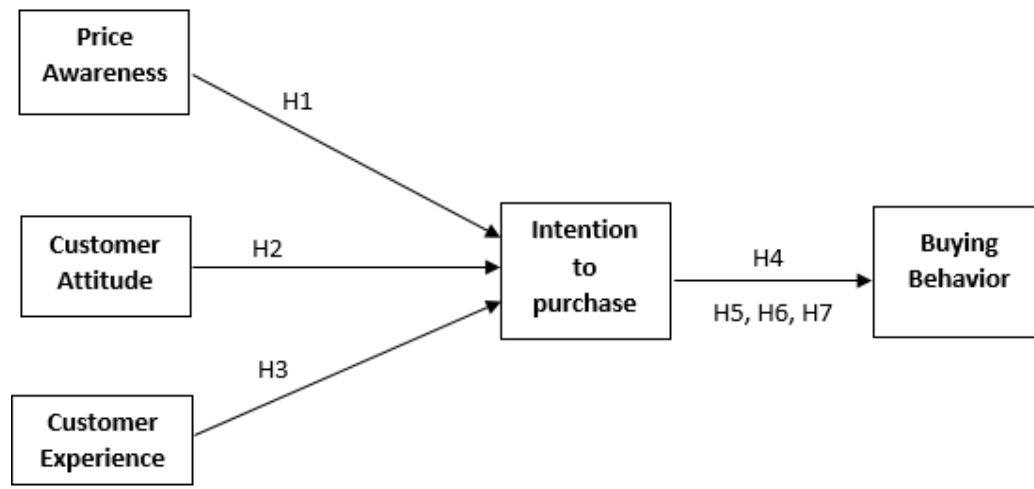 Price
Awareness
H1
Customer
Attitude
H2
Intention
to
purchase
H4
H5, H6, H7
Buying
Behavior
H3
Customer
Experience